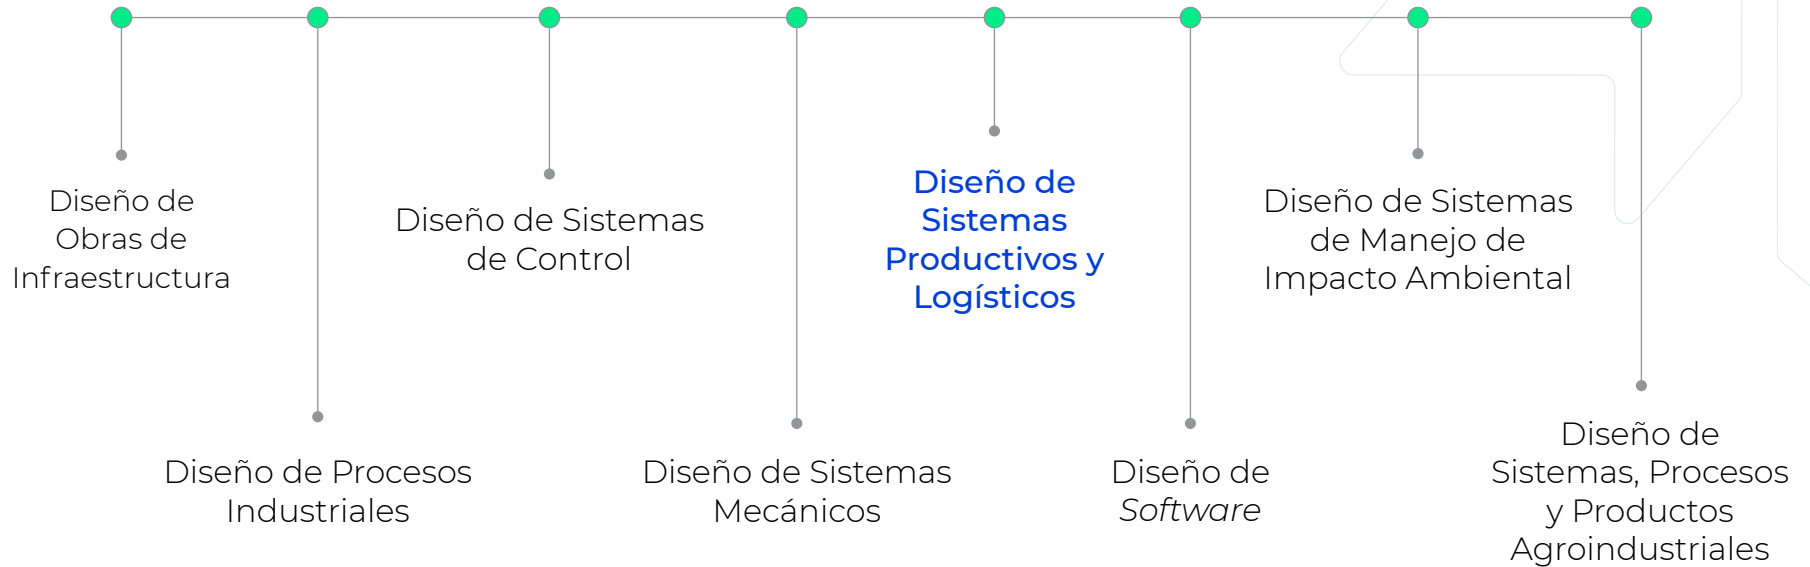 Diseño de
Obras de
Infraestructura
Diseño de Procesos
Industriales
Diseño de Sistemas
de Control
Diseño de Sistemas
Mecánicos
Diseño de
Sistemas
Productivos y
Logísticos
Diseño de
Software
Diseño de Sistemas
de Manejo de
Impacto Ambiental
Diseño de
Sistemas, Procesos
y Productos
Agroindustriales